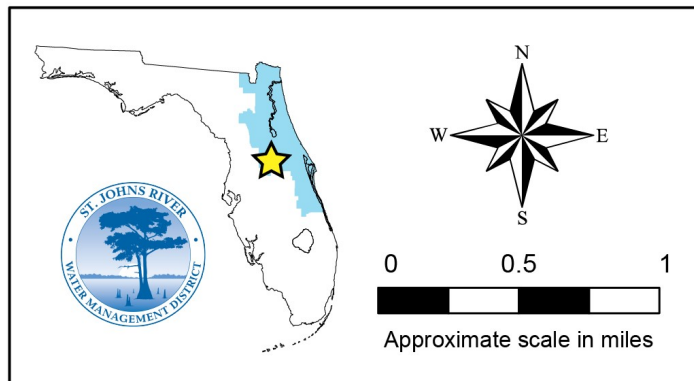 ST. JOHNS RIVER
WATER MANAGEMENT DISTRICT
N
W
E
S
0 0.5 1
Approximate scale in miles